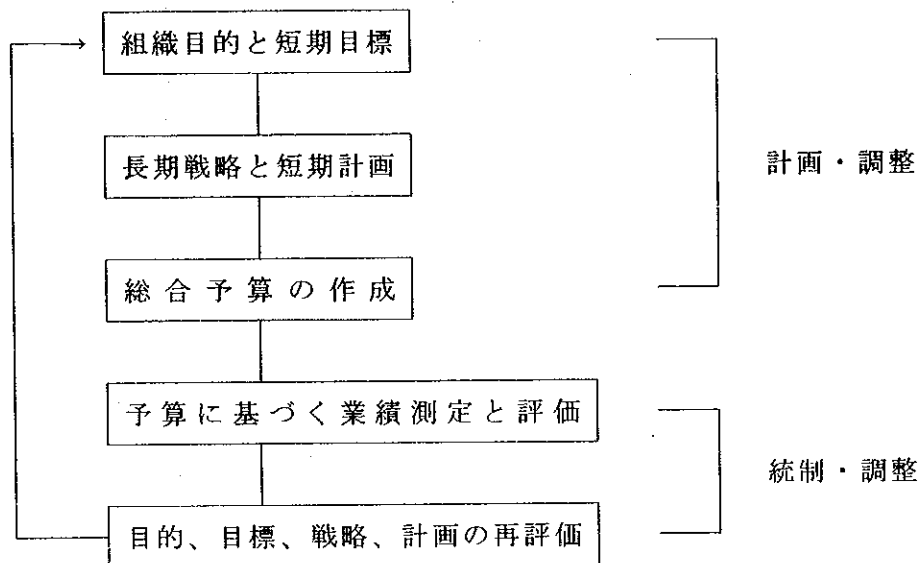 組織目的と短期目標
長期戦略と短期計画
計画・調整
総合予算の作成
予算に基づく業績測定と評価
統制・調整
目的、目標、戦略、計画の再評価